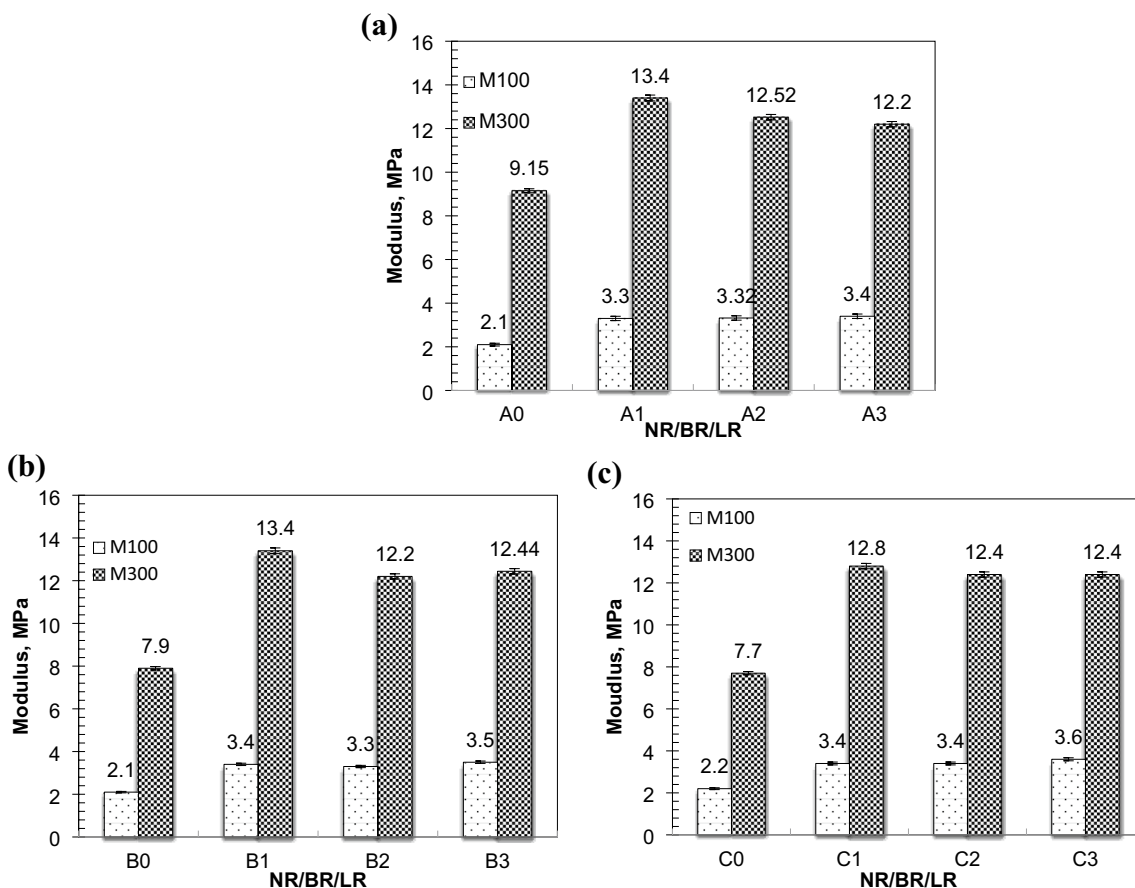 (a)
16
14
12
10
8
6
4
2
0
Modulus, MPa
M100
M300
2.1
9.15
3.3
13.4
3.32
12.52
3.4
12.2
A0 A1 A2 A3
NR/BR/LR
(b)
16
14
12
10
8
6
4
2
0
Modulus, MPa
M100
M300
2.1
7.9
3.4
13.4
3.3
12.2
3.5
12.44
B0 B1 B2 B3
NR/BR/LR
(c)
16
14
12
10
8
6
4
2
0
Moudlus, MPa
M100
M300
2.2
7.7
3.4
12.8
3.4
12.4
3.6
12.4
C0 C1 C2 C3
NR/BR/LR